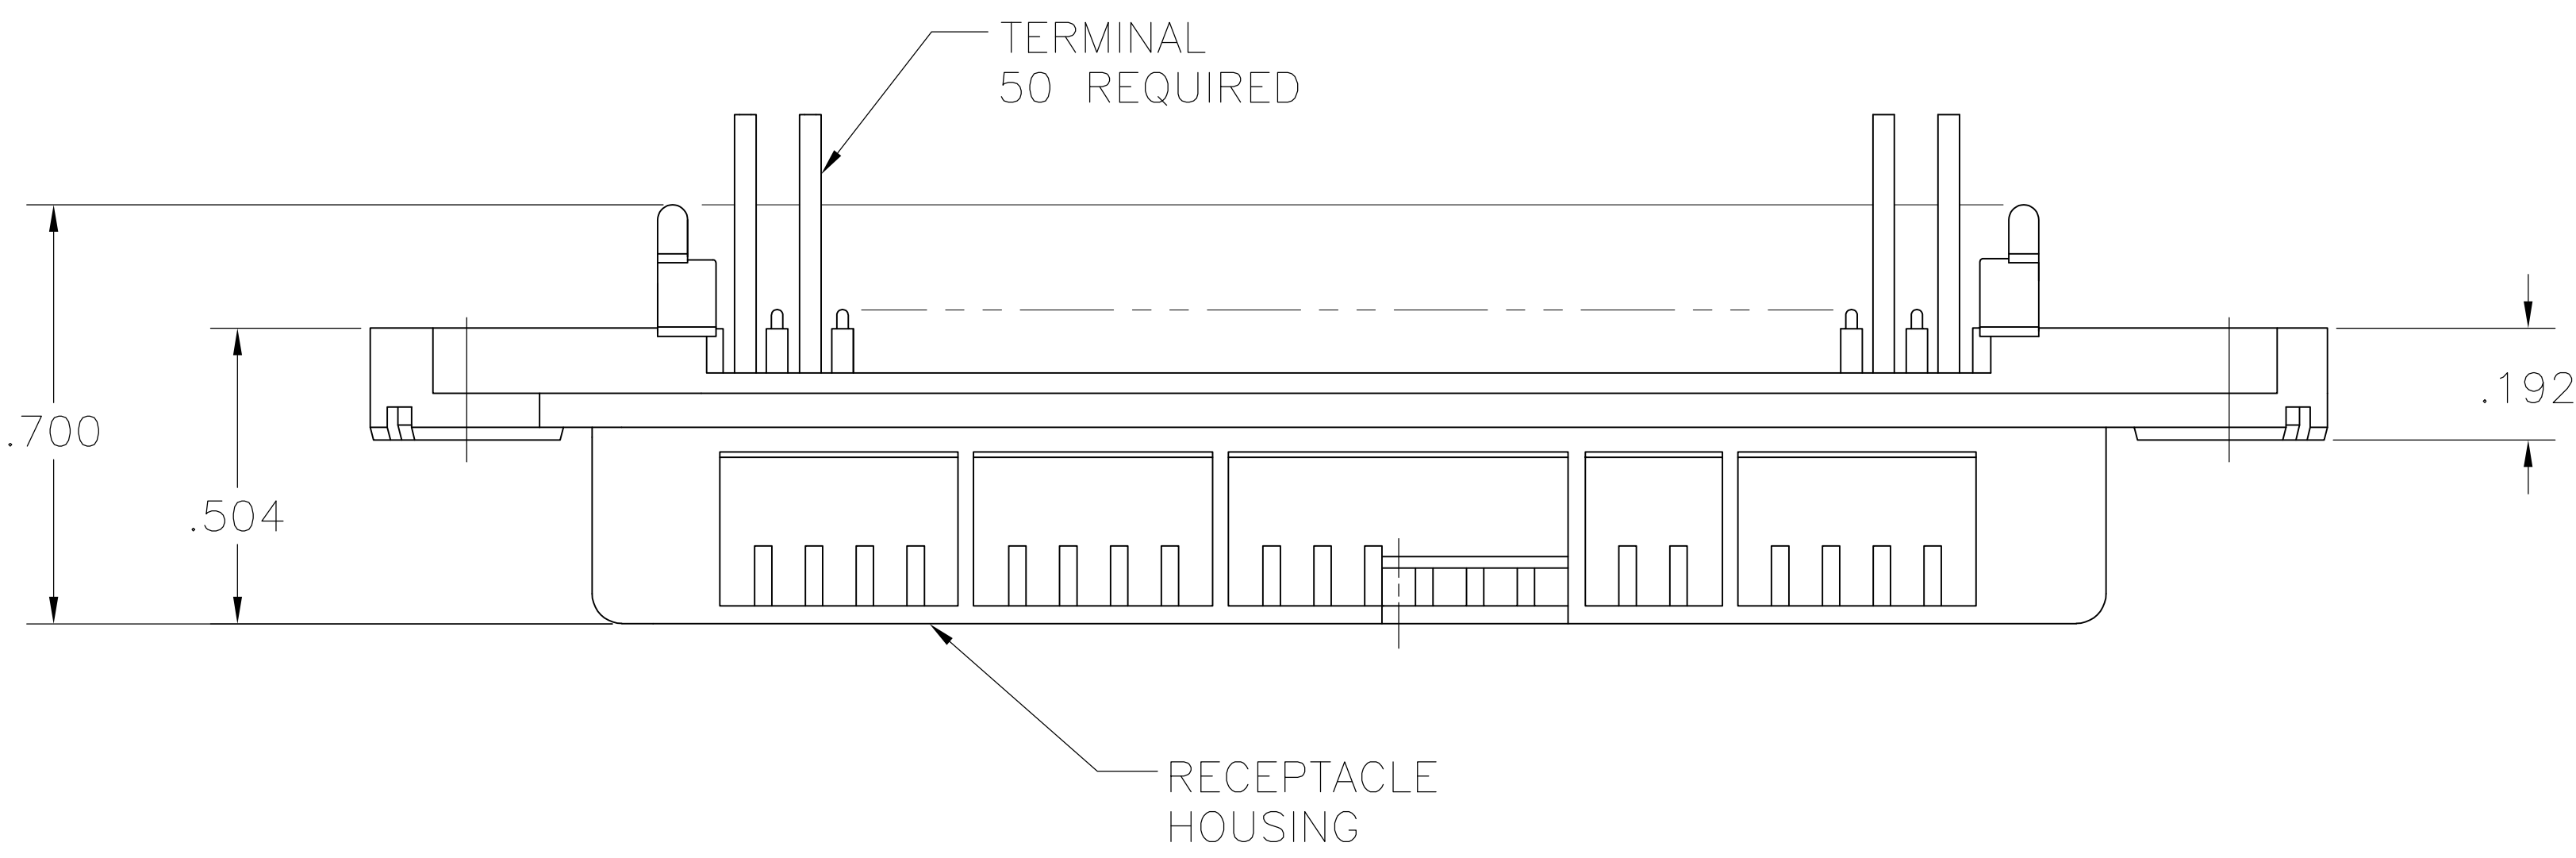 TERMINAL
50 REQUIRED
.700
.504
.192
RECEPTACLE
HOUSING